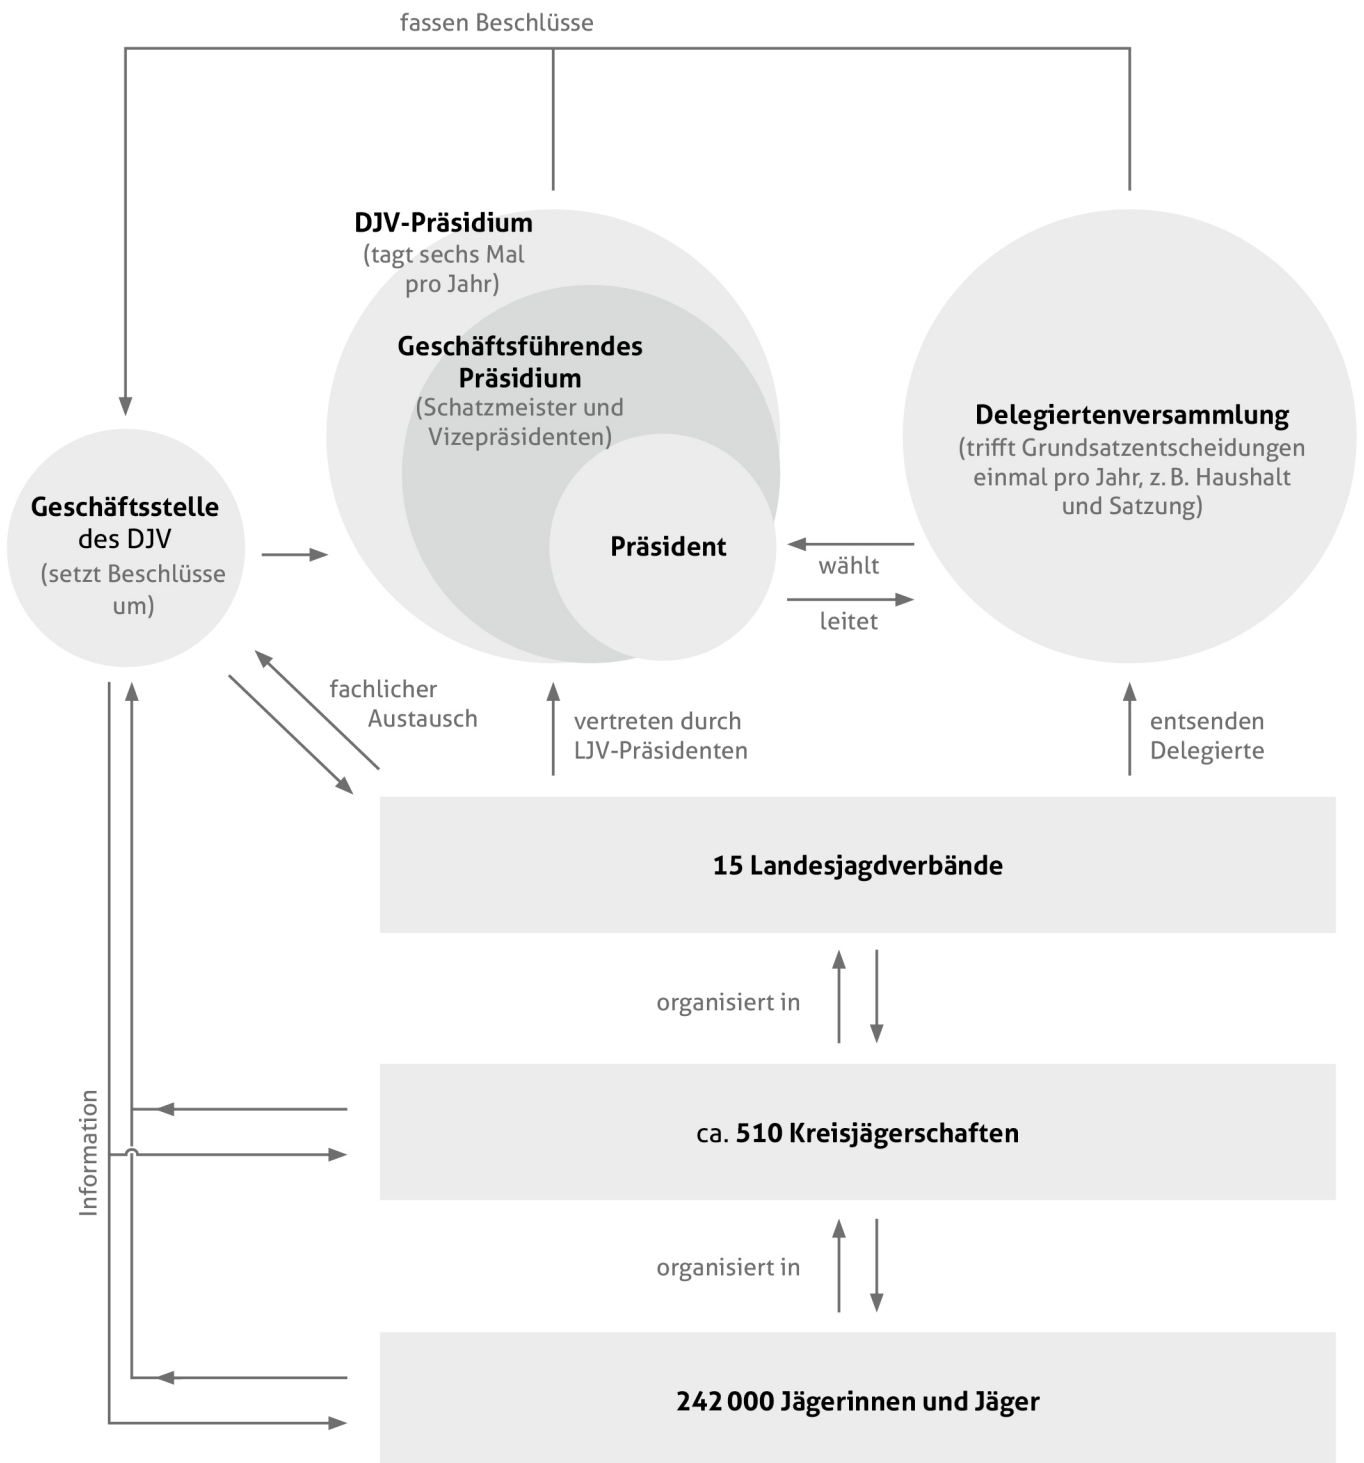 fassen Beschlüsse
DJV-Präsidium
(tagt sechs Mal
pro Jahr)
Geschäftsführendes
Präsidium
(Schatzmeister und
Vizepräsidenten)
Präsident
Delegiertenversammlung
(trifft Grundsatzentscheidungen
einmal pro Jahr, z. B. Haushalt
und Satzung)
Geschäftsstelle
des DJV
(setzt Beschlüsse
um)
wählt
leitet
fachlicher
Austausch
vertreten durch
LJV-Präsidenten
entsenden
Delegierte
15 Landesjagdverbände
organisiert in
ca. 510 Kreisjägerschaften
Information
organisiert in
242 000 Jägerinnen und Jäger